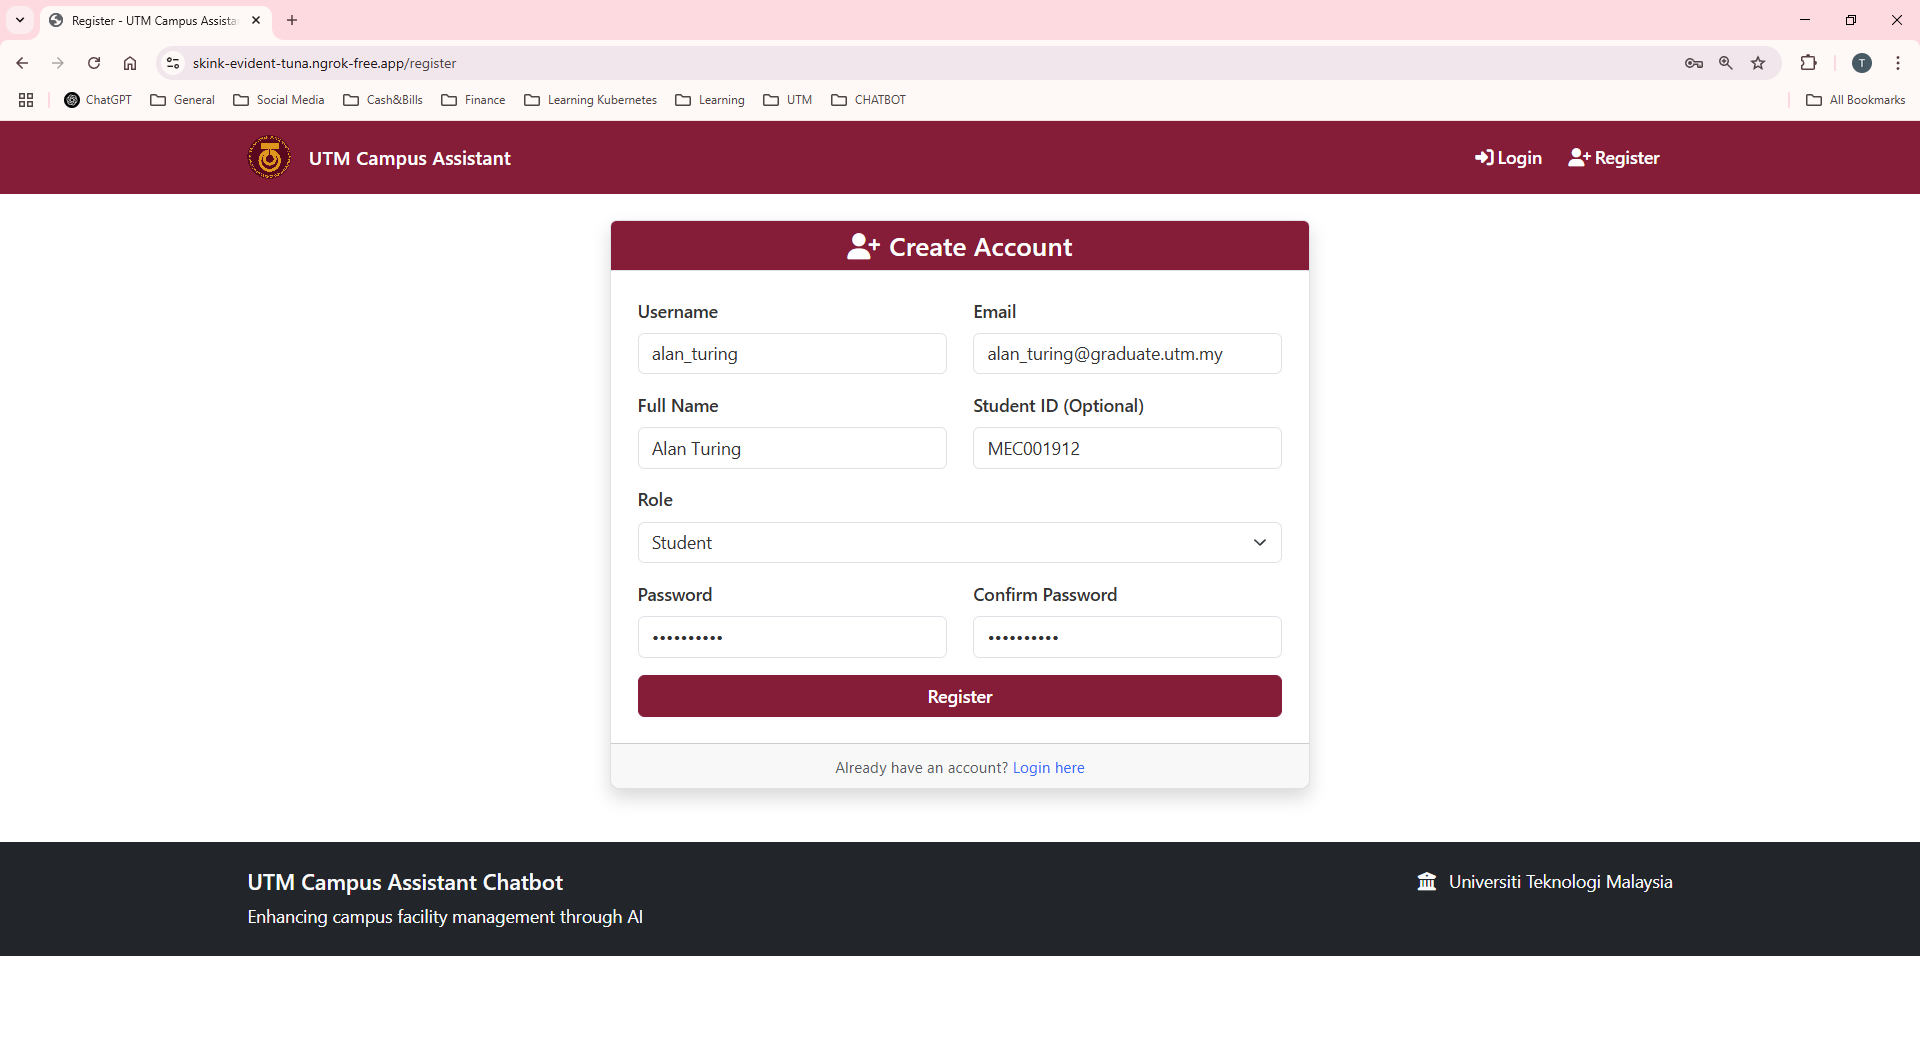 Register - UTM Campus Assista
skink-evident-tuna.ngrok-free.app/register
T
ChatGPT General Social Media Cash&Bills Finance Learning Kubernetes Learning UTM CHATBOT All Bookmarks
UTM Campus Assistant Login Register
Create Account
Username Email
alan_turing alan_turing@graduate.utm.my
Full Name Student ID (Optional)
Alan Turing MEC001912
Role
Student
Password Confirm Password
•••••••••• ••••••••••
Register
Already have an account? Login here
UTM Campus Assistant Chatbot Universiti Teknologi Malaysia
Enhancing campus facility management through AI